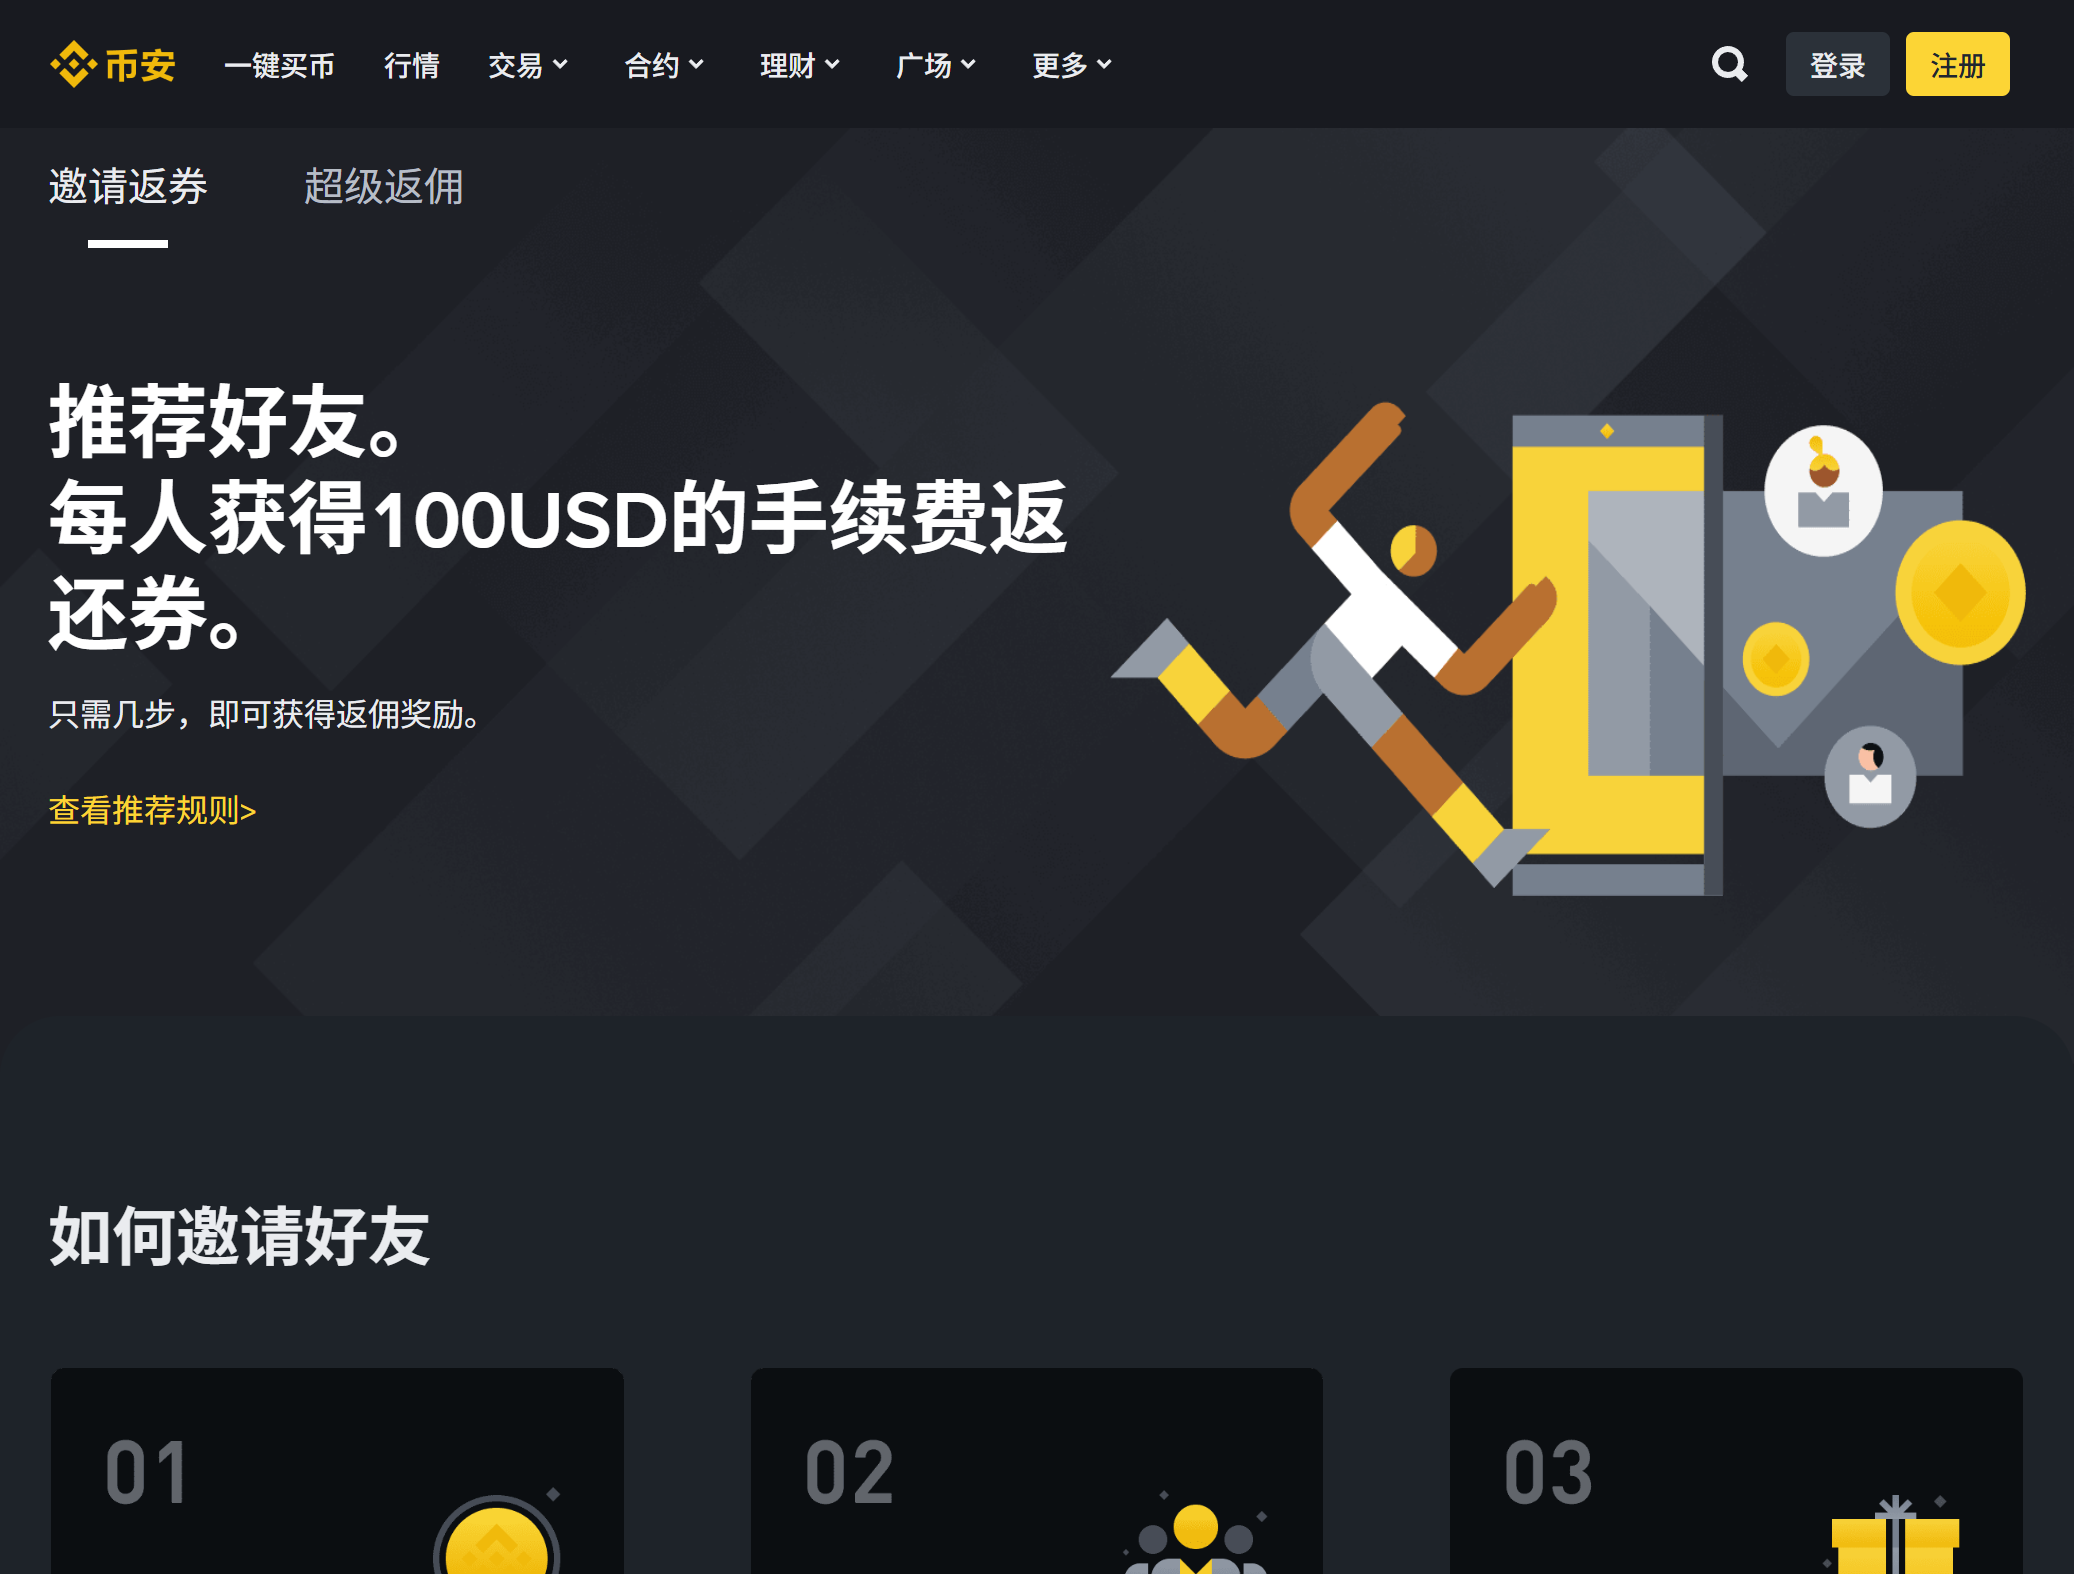 币安 一键买币 行情 交易 合约 理财 广场 更多 登录 注册
邀请返券 超级返佣
推荐好友。
每人获得100USD的手续费返
还券。
只需几步，即可获得返佣奖励。
查看推荐规则>
如何邀请好友
01 02 03